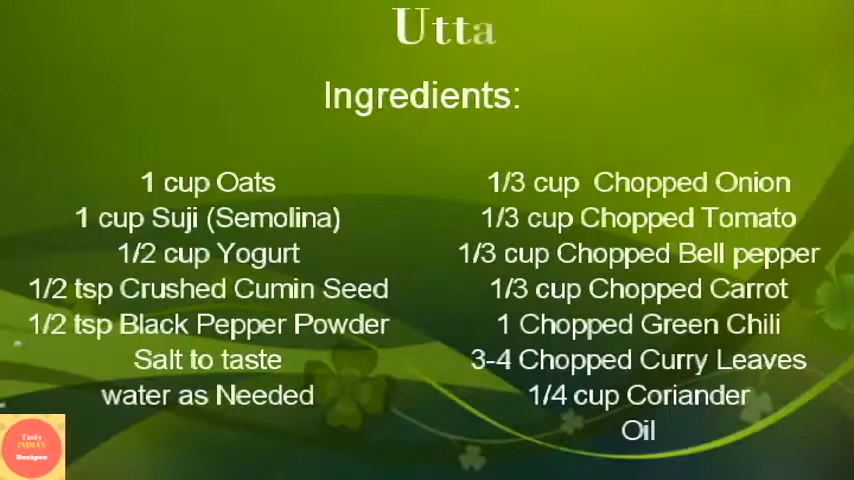 Utta
Ingredients:
1 cup Oats
1 cup Suji (Semolina)
1/2 cup Yogurt
1/2 tsp Crushed Cumin Seed
1/2 tsp Black Pepper Powder
Salt to taste
water as Needed
1/3 cup  Chopped Onion
1/3 cup Chopped Tomato
1/3 cup Chopped Bell pepper
1/3 cup Chopped Carrot
1 Chopped Green Chili
3-4 Chopped Curry Leaves
1/4 cup Coriander
Oil
Tasty
INDIAN
Recipes